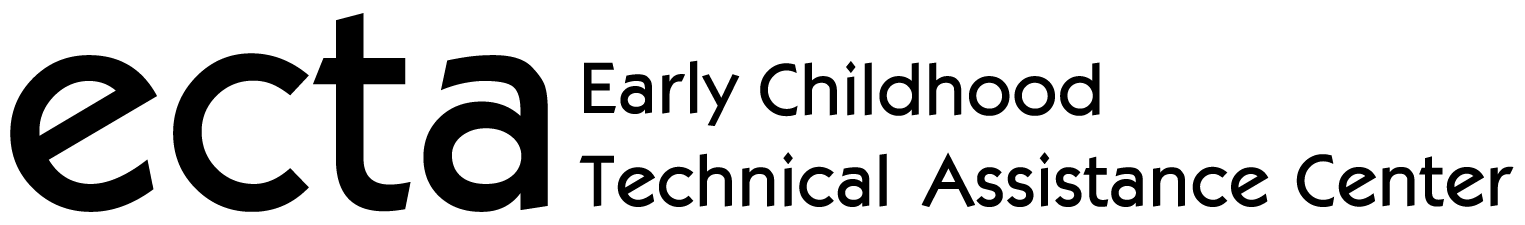 ecta
Early Childhood
Technical Assistance Center